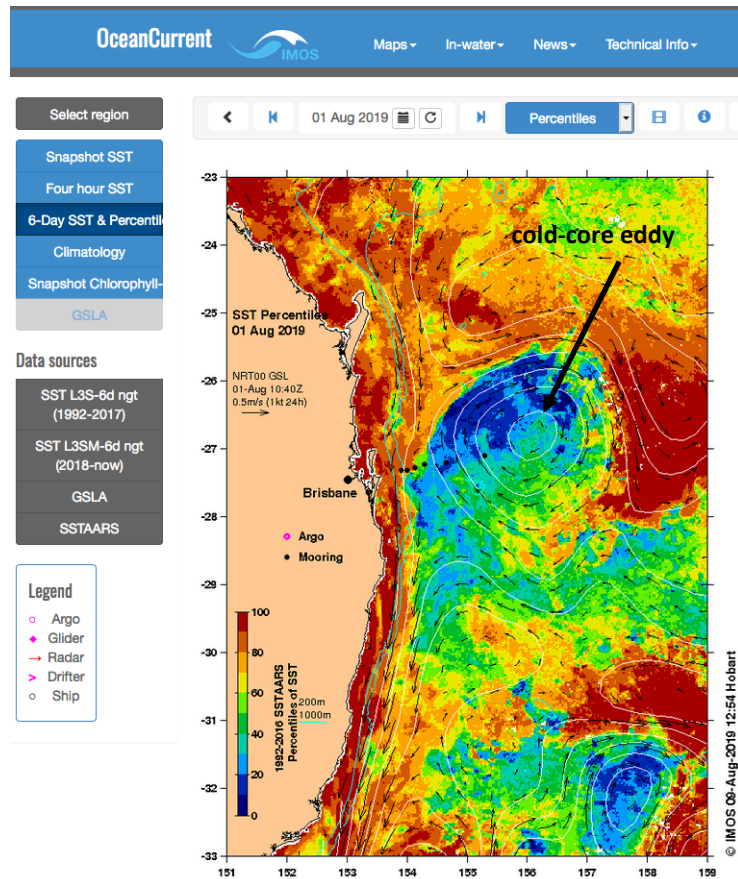 OceanCurrent
IMOS
Maps
In-water
News
Technical Info
Select region
01 Aug 2019
Percentiles
Snapshot SST
Four hour SST
6-Day SST & Percentil
Climatology
Snapshot Chlorophyll-
GSLA
Data sources
SST L3S-6d ngt
(1992-2017)
SST L3SM-6d ngt
(2018-now)
GSLA
SSTAARS
Legend
Argo
Glider
Radar
Drifter
Ship
-23
-24
-25
-26
-27
-28
-29
-30
-31
-32
-33
cold-core eddy
SST Percentiles
01 Aug 2019
NRT00 GSL
01-Aug 10:40Z
0.5m/s (1kt 24h)
Brisbane
Argo
Mooring
100
80
60
40
20
0
1992-2016 SSTAARS
Percentiles of SST
200m
1000m
151
152
153
154
155
156
157
158
159
© IMOS 09-Aug-2019 12:54 Hobart